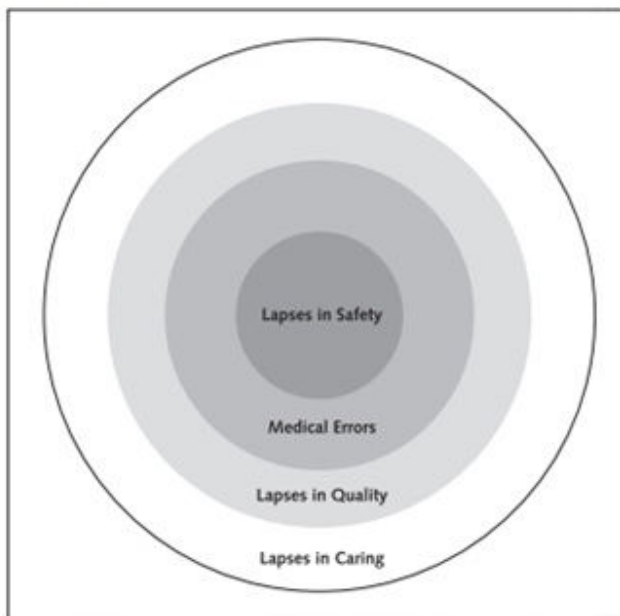 Lapses in Safety
Medical Errors
Lapses in Quality
Lapses in Caring